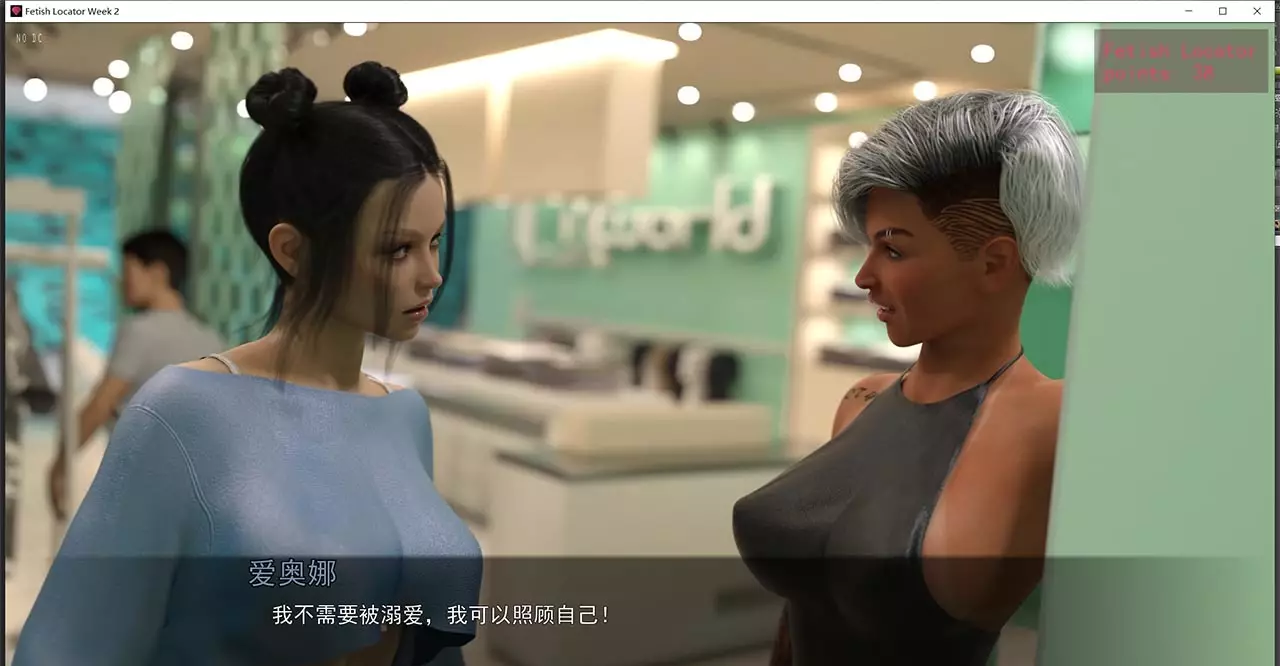 Fetish Locator Week 2
NO DC
Fetish Locator
points
爱奥娜
我不需要被溺爱，我可以照顾自己！